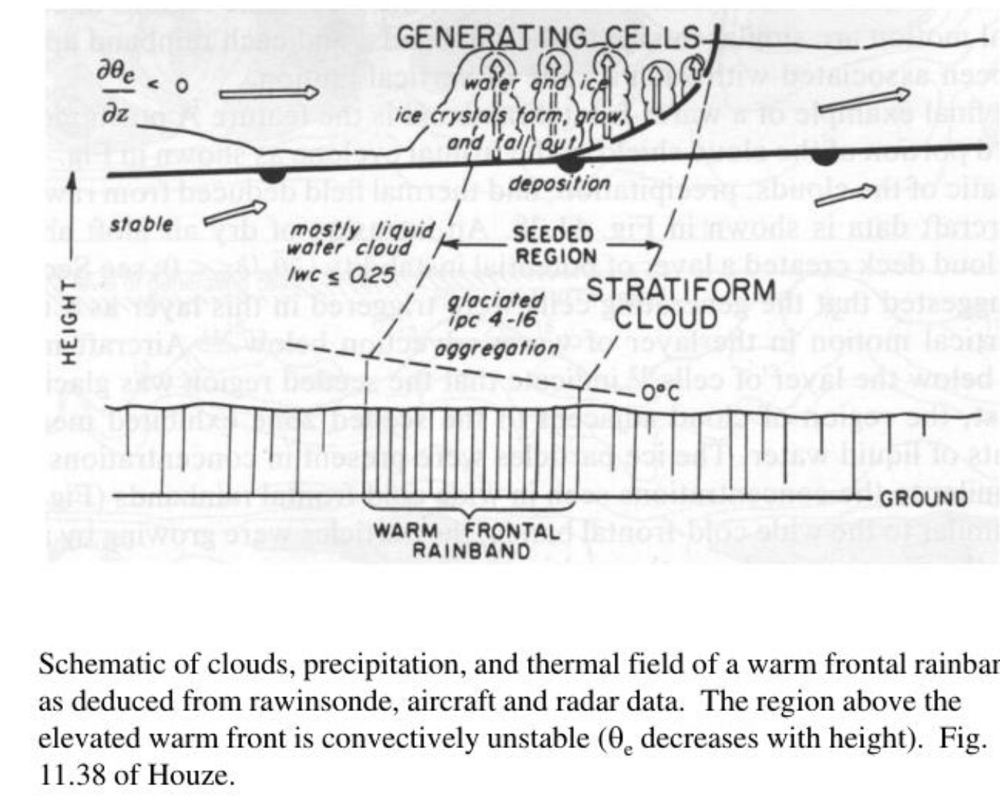 GENERATING CELLS
∂θe/∂z < 0
water and ice
ice crystals form, grow,
and fall out
deposition
stable
mostly liquid
water cloud
lwc ≤ 0.25
SEEDED
REGION
HEIGHT
STRATIFORM
CLOUD
glaciated
ipc 4-16
aggregation
0°C
GROUND
WARM FRONTAL
RAINBAND
Schematic of clouds, precipitation, and thermal field of a warm frontal rainban
as deduced from rawinsonde, aircraft and radar data. The region above the
elevated warm front is convectively unstable (θe decreases with height). Fig.
11.38 of Houze.